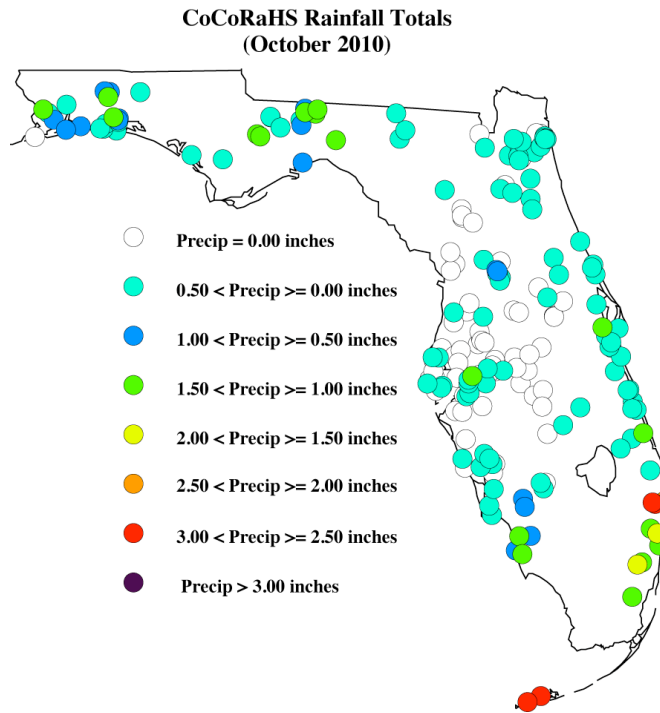 CoCoRaHS Rainfall Totals
(October 2010)
Precip = 0.00 inches
0.50 < Precip >= 0.00 inches
1.00 < Precip >= 0.50 inches
1.50 < Precip >= 1.00 inches
2.00 < Precip >= 1.50 inches
2.50 < Precip >= 2.00 inches
3.00 < Precip >= 2.50 inches
Precip > 3.00 inches